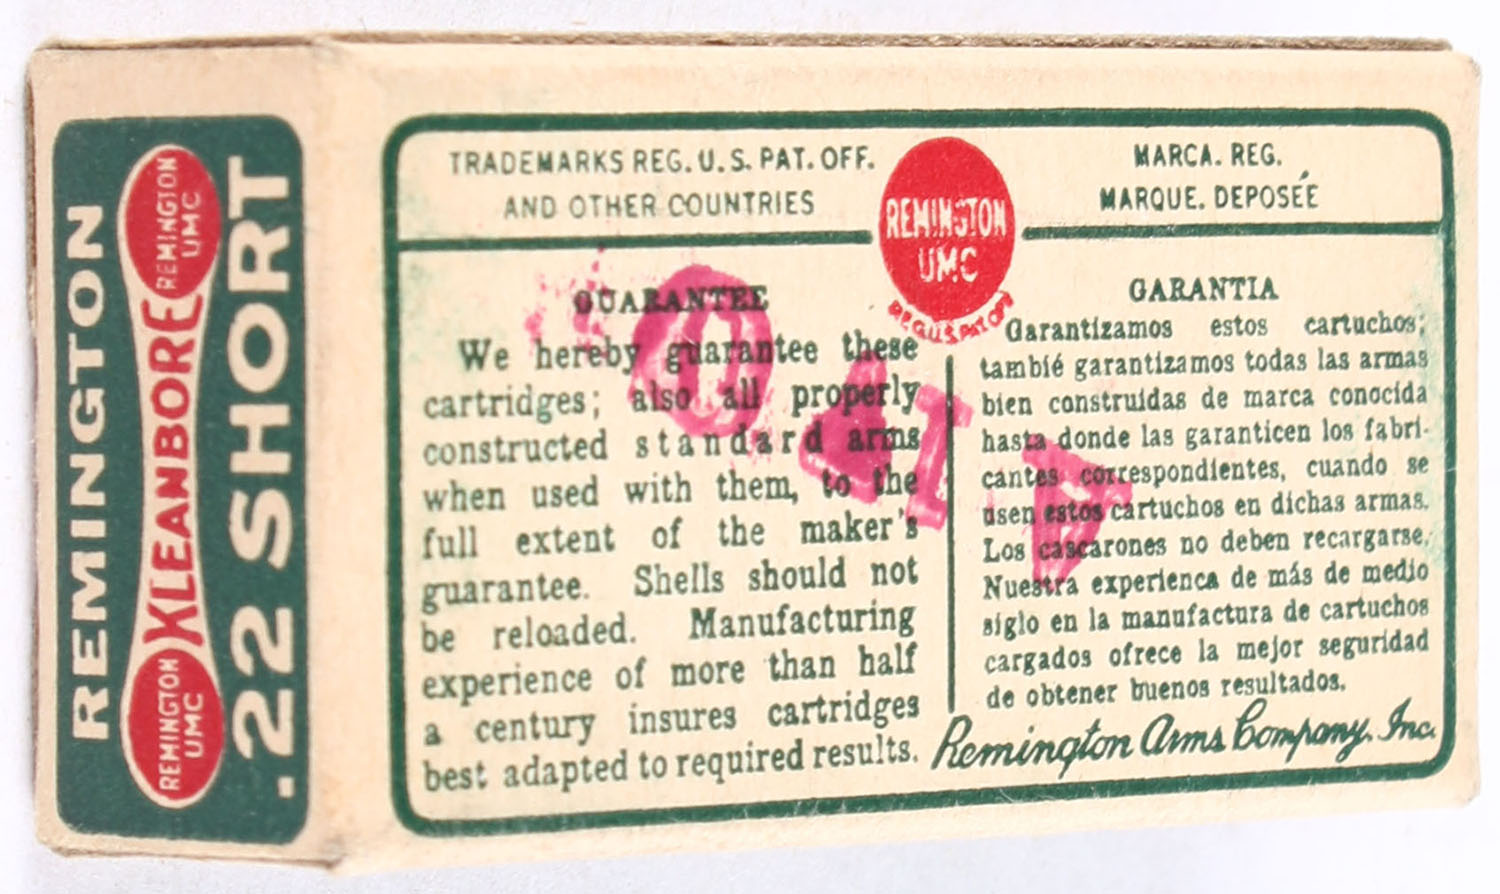 REMINGTON
REMINGTON
UMC
KLEANBORE
REMINGTON
UMC
.22 SHORT
TRADEMARKS REG. U. S. PAT. OFF.
AND OTHER COUNTRIES
REMINGTON
UMC
REG. U.S. PAT. OFF.
MARCA. REG.
MARQUE. DEPOSÉE
GUARANTEE
We hereby guarantee these
cartridges; also all properly
constructed standard arms
when used with them, to the
full extent of the maker's
guarantee. Shells should not
be reloaded. Manufacturing
experience of more than half
a century insures cartridges
best adapted to required results.
GARANTIA
Garantizamos estos cartuchos;
tambié garantizamos todas las armas
bien construidas de marca conocida
hasta donde las garanticen los fabri-
cantes correspondientes, cuando se
usen estos cartuchos en dichas armas.
Los cascarones no deben recargarse.
Nuestra experienca de más de medio
siglo en la manufactura de cartuchos
cargados ofrece la mejor seguridad
de obtener buenos resultados.
Remington Arms Company, Inc.